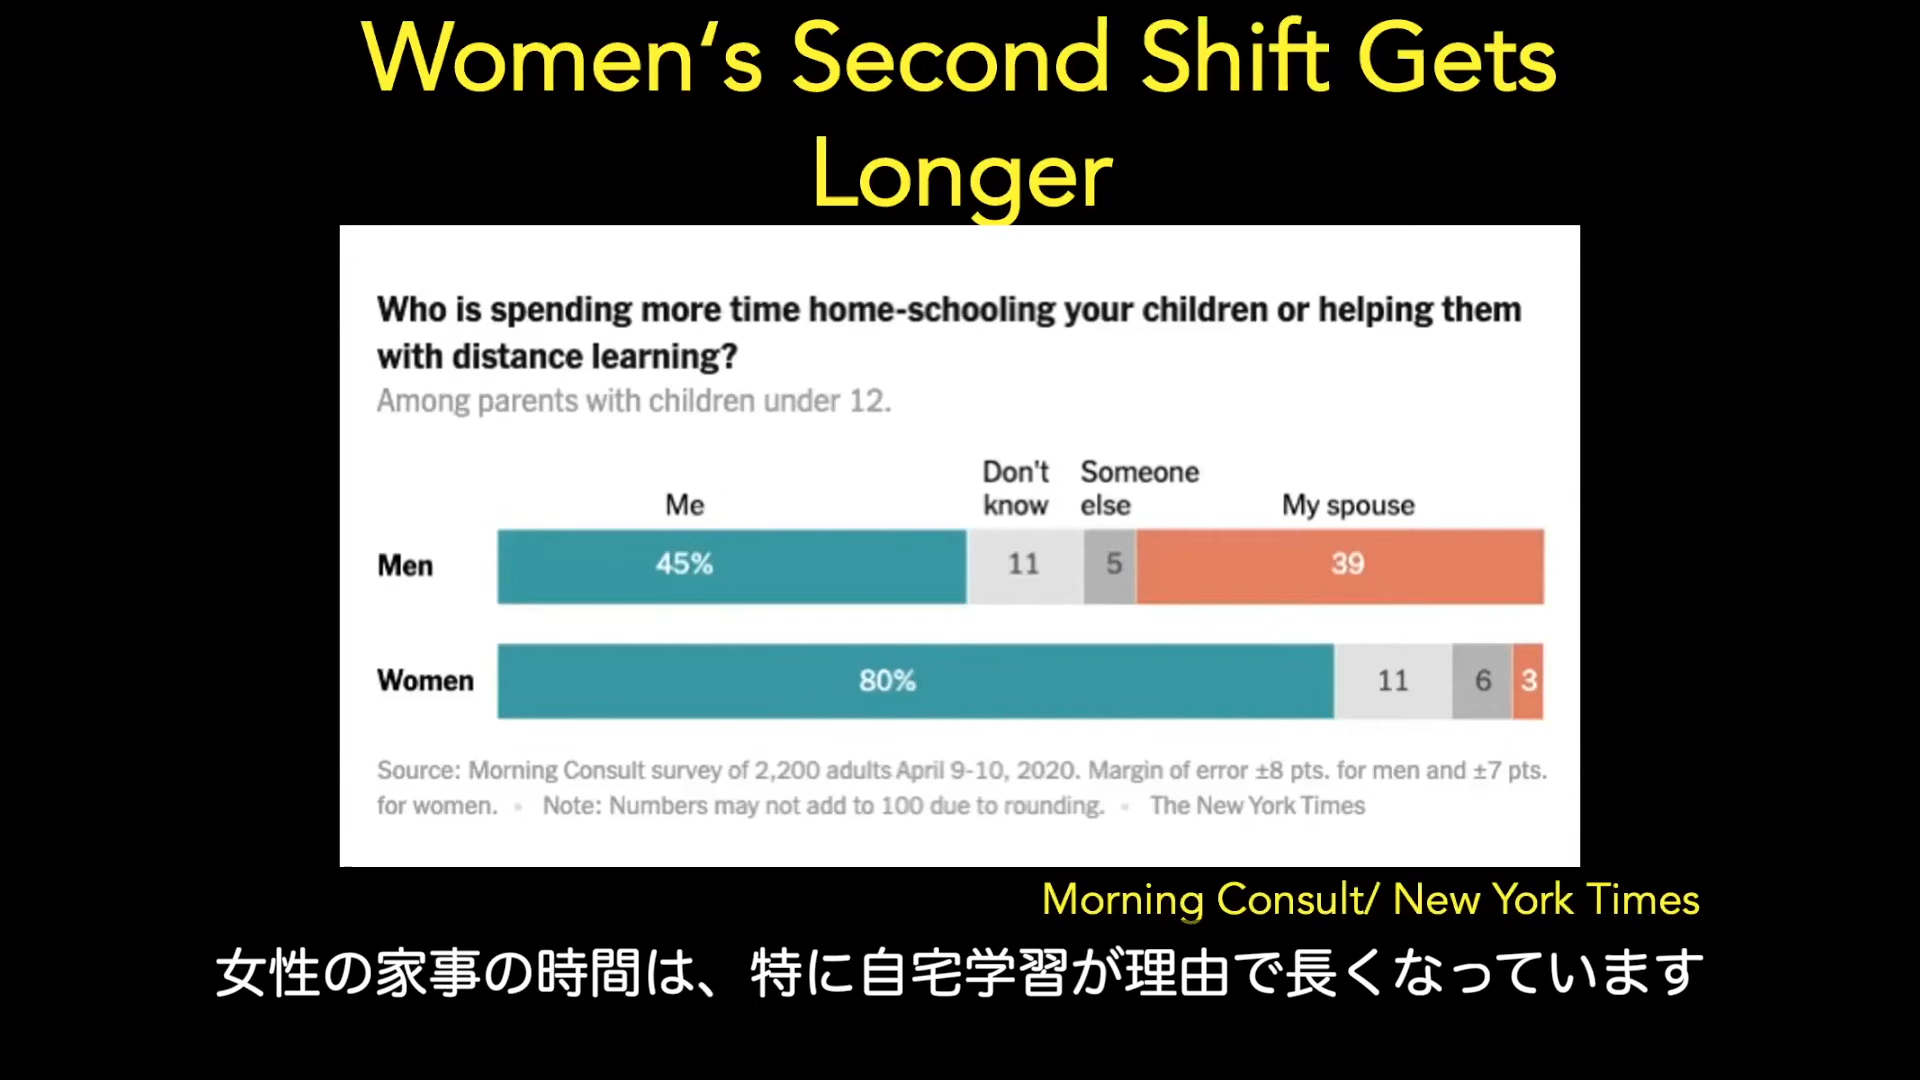 Women‘s Second Shift Gets
Longer
Who is spending more time home-schooling your children or helping them
with distance learning?
Among parents with children under 12.
Me Don't know Someone else My spouse
Men 45% 11 5 39
Women 80% 11 6 3
Source: Morning Consult survey of 2,200 adults April 9-10, 2020. Margin of error ±8 pts. for men and ±7 pts.
for women. • Note: Numbers may not add to 100 due to rounding. • The New York Times
Morning Consult/ New York Times
女性の家事の時間は、特に自宅学習が理由で長くなっています